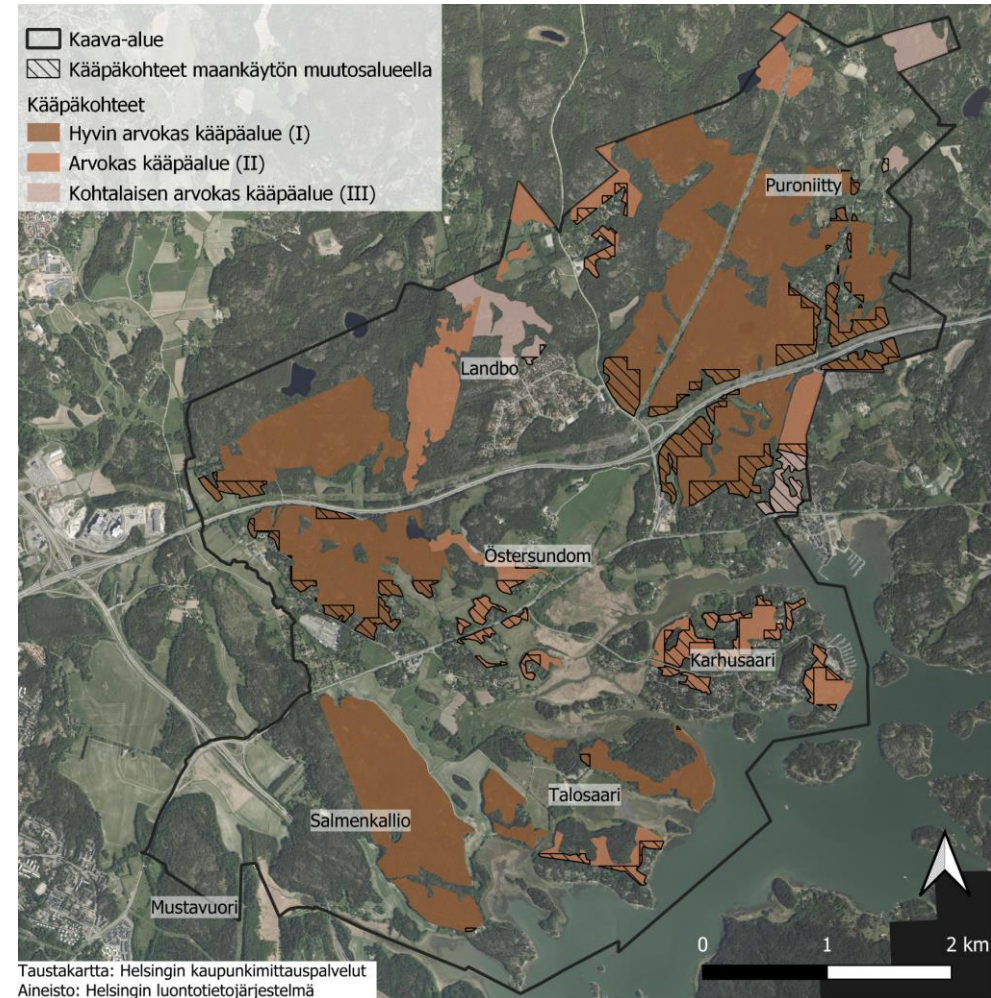 Kaava-alue
Kääpäkohteet maankäytön muutosalueella
Kääpäkohteet
Hyvin arvokas kääpäalue (I)
Arvokas kääpäalue (II)
Kohtalaisen arvokas kääpäalue (III)
Puroniitty
Landbo
Östersundom
Karhusaari
Talosaari
Salmenkallio
Mustavuori
0 1 2 km
Taustakartta: Helsingin kaupunkimittauspalvelut
Aineisto: Helsingin luontotietojärjestelmä